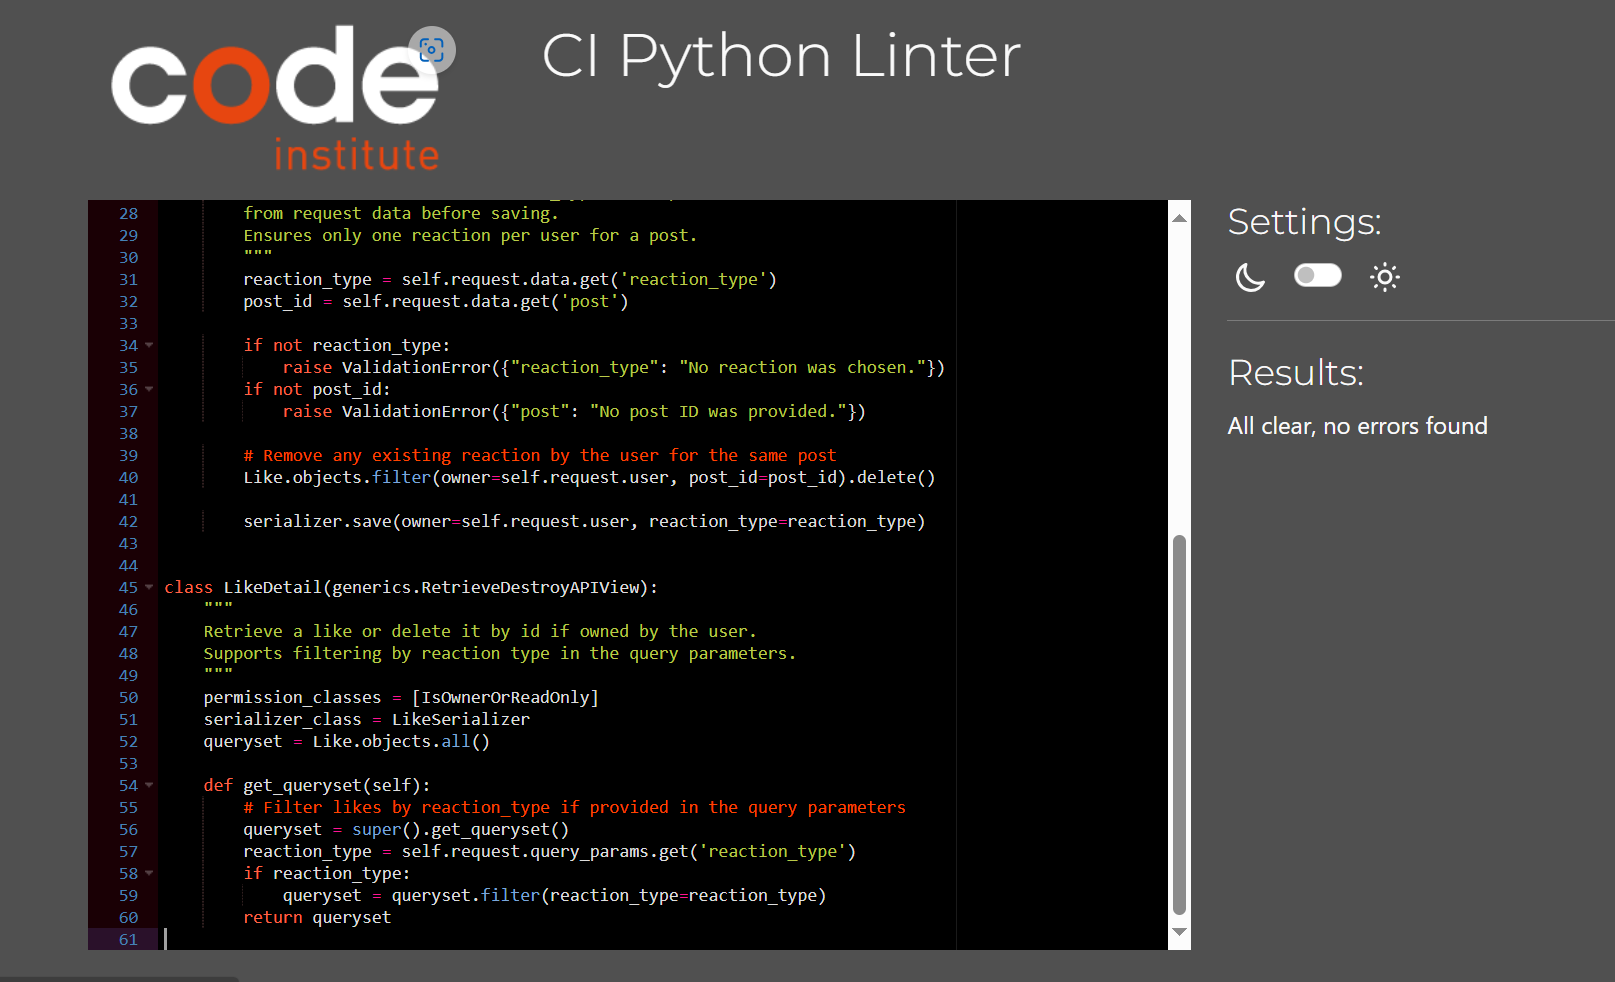 code
institute
CI Python Linter
28 from request data before saving.
29 Ensures only one reaction per user for a post.
30 """
31 reaction_type = self.request.data.get('reaction_type')
32 post_id = self.request.data.get('post')
33
34 if not reaction_type:
35 raise ValidationError({"reaction_type": "No reaction was chosen."})
36 if not post_id:
37 raise ValidationError({"post": "No post ID was provided."})
38
39 # Remove any existing reaction by the user for the same post
40 Like.objects.filter(owner=self.request.user, post_id=post_id).delete()
41
42 serializer.save(owner=self.request.user, reaction_type=reaction_type)
43
44
45 class LikeDetail(generics.RetrieveDestroyAPIView):
46 """
47 Retrieve a like or delete it by id if owned by the user.
48 Supports filtering by reaction type in the query parameters.
49 """
50 permission_classes = [IsOwnerOrReadOnly]
51 serializer_class = LikeSerializer
52 queryset = Like.objects.all()
53
54 def get_queryset(self):
55 # Filter likes by reaction_type if provided in the query parameters
56 queryset = super().get_queryset()
57 reaction_type = self.request.query_params.get('reaction_type')
58 if reaction_type:
59 queryset = queryset.filter(reaction_type=reaction_type)
60 return queryset
61
Settings:
Results:
All clear, no errors found